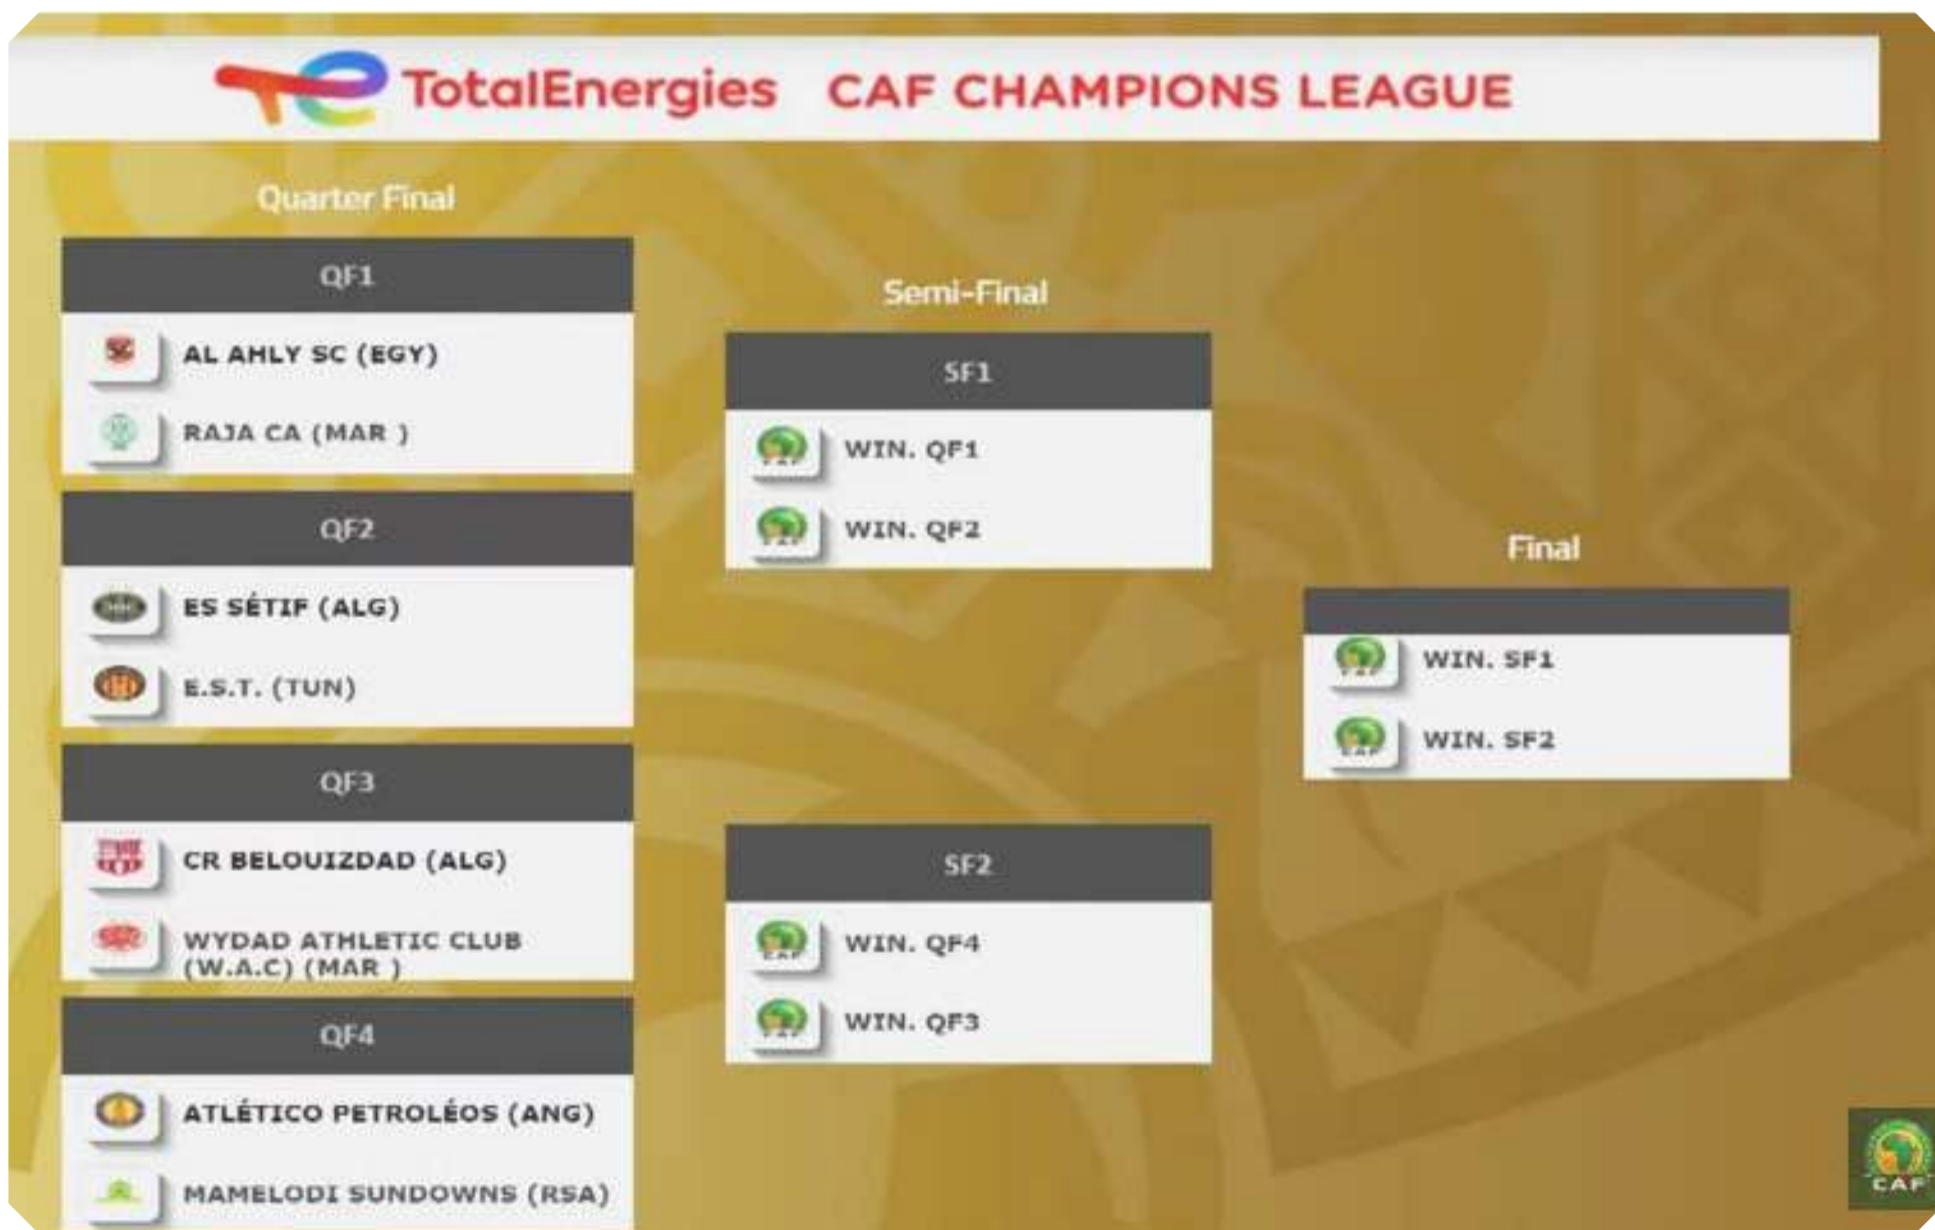 TotalEnergies CAF CHAMPIONS LEAGUE
Quarter Final
QF1
AL AHLY SC (EGY)
RAJA CA (MAR )
QF2
ES SÉTIF (ALG)
E.S.T. (TUN)
QF3
CR BELOUIZDAD (ALG)
WYDAD ATHLETIC CLUB
(W.A.C) (MAR )
QF4
ATLÉTICO PETROLÉOS (ANG)
MAMELODI SUNDOWNS (RSA)
Semi-Final
SF1
WIN. QF1
WIN. QF2
SF2
WIN. QF4
WIN. QF3
Final
WIN. SF1
WIN. SF2
CAF